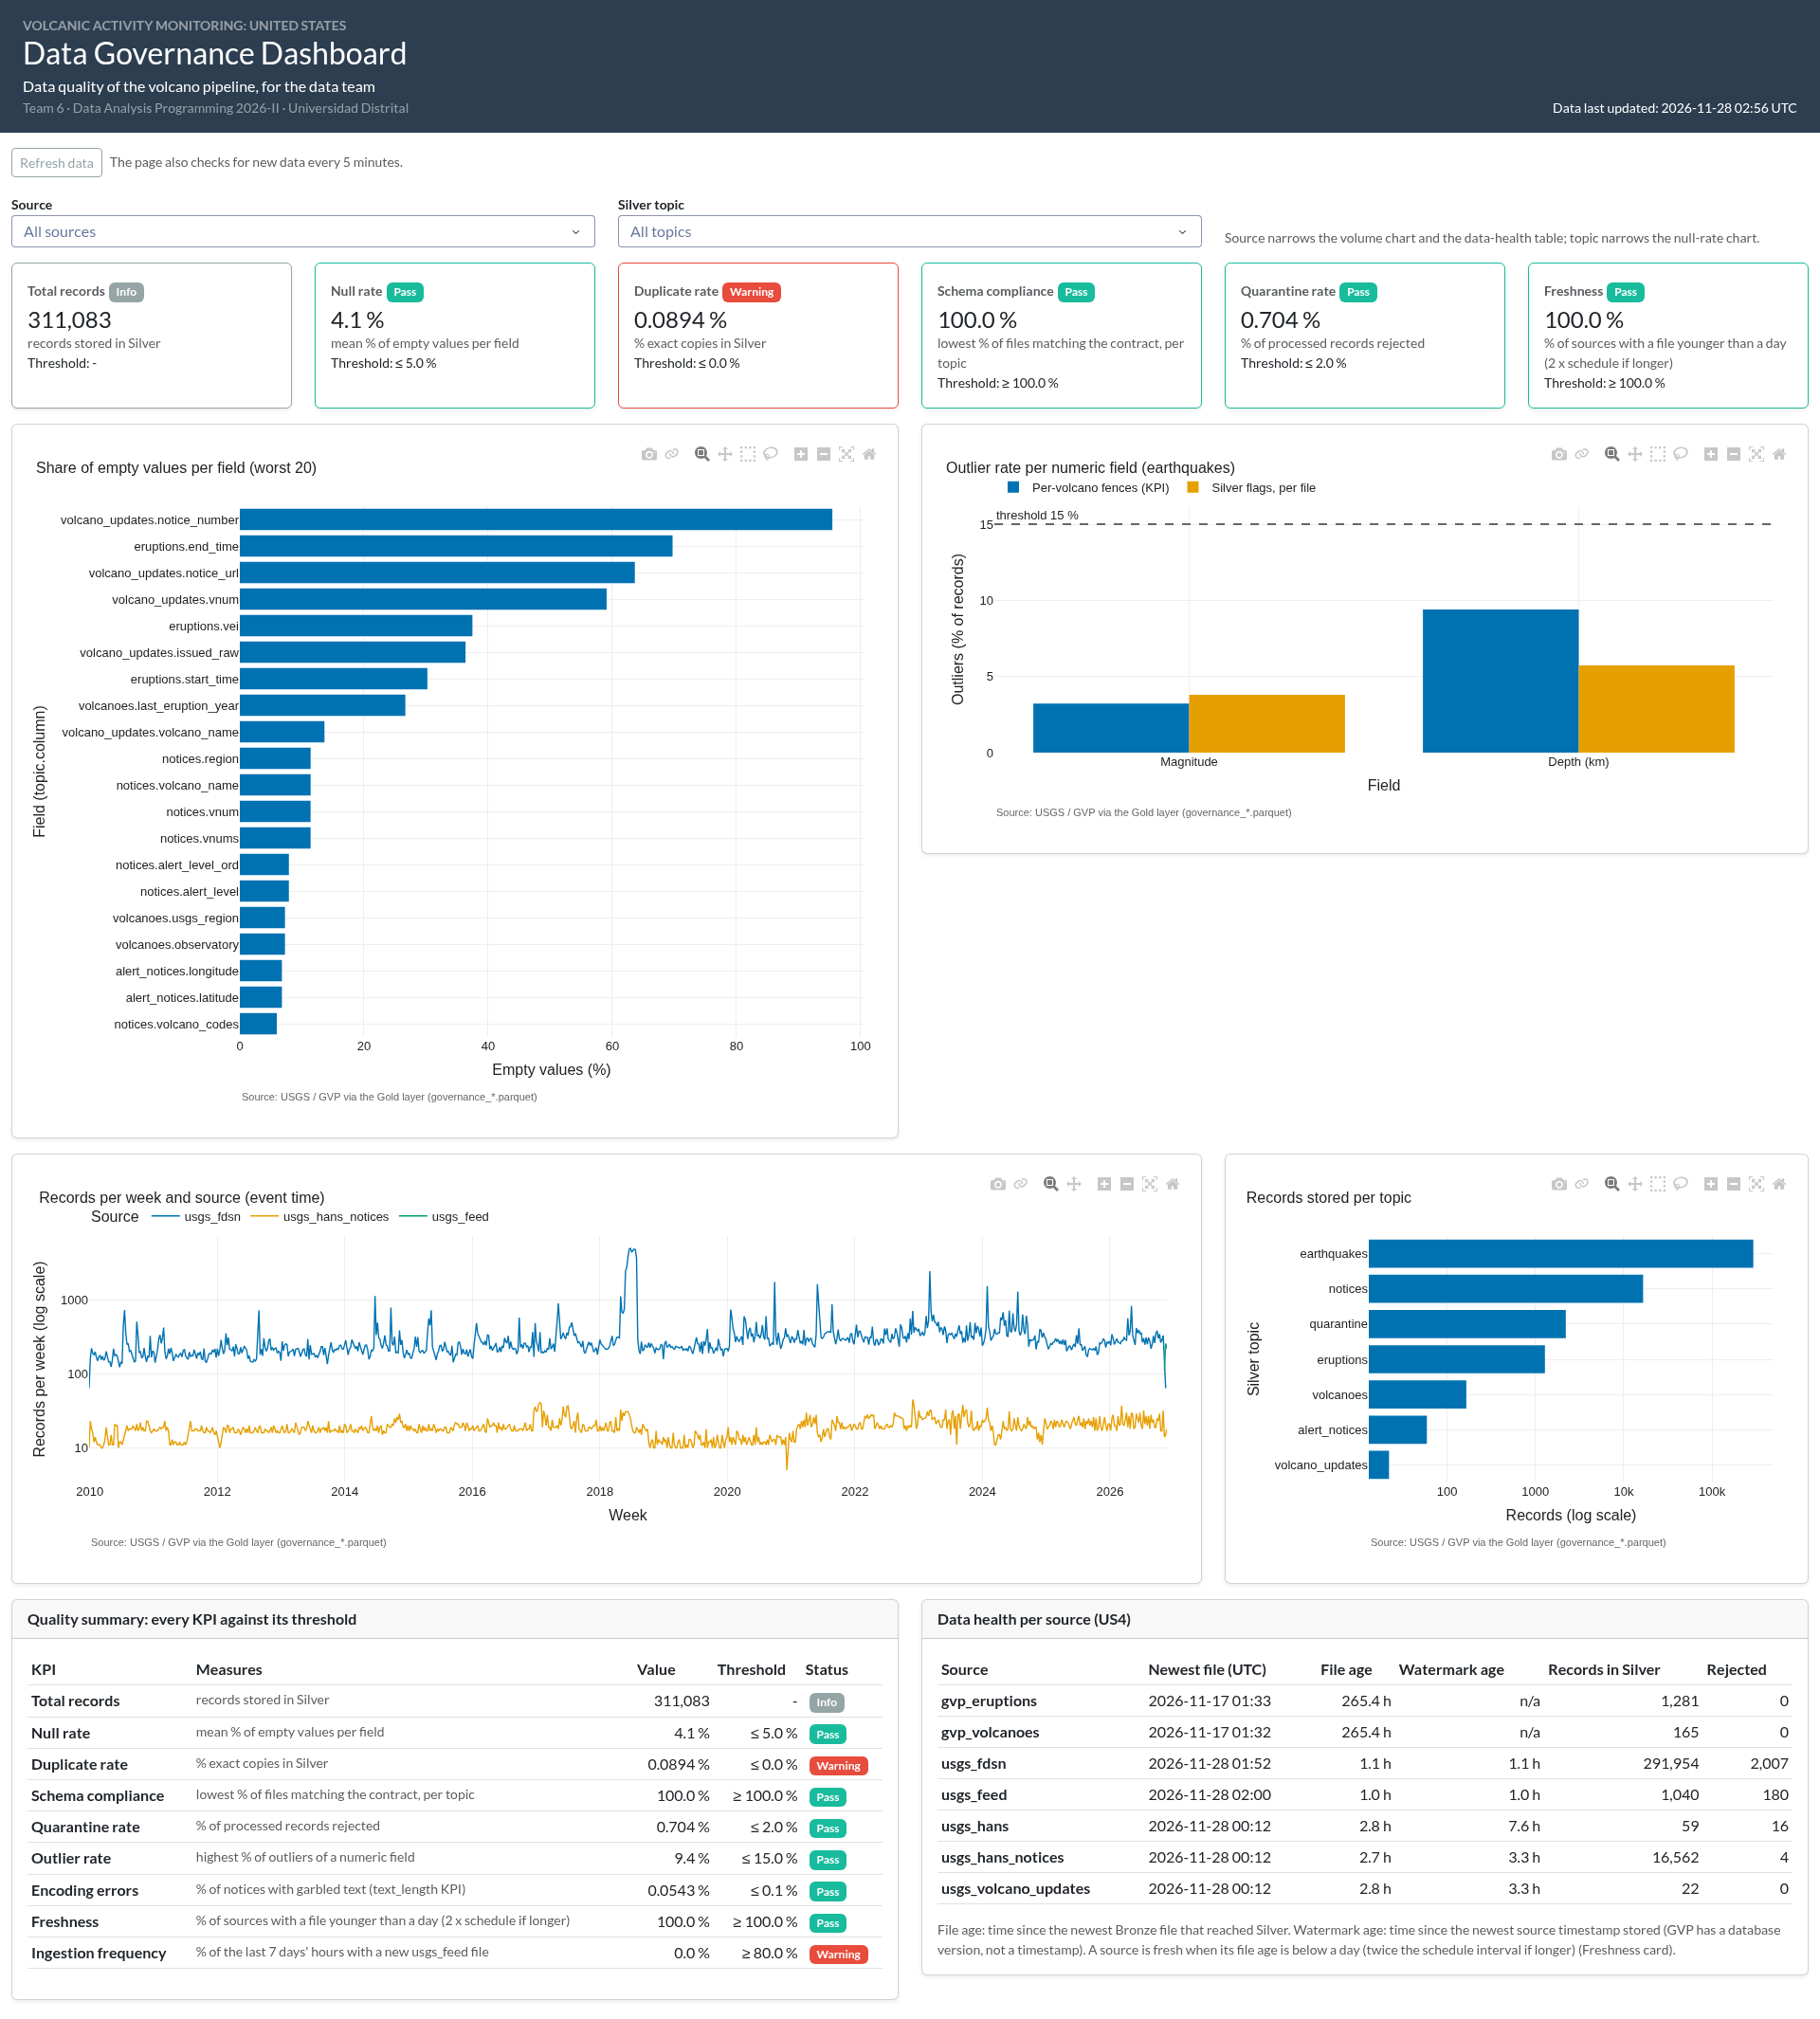 VOLCANIC ACTIVITY MONITORING: UNITED STATES
Data Governance Dashboard
Data quality of the volcano pipeline, for the data team
Team 6 · Data Analysis Programming 2026-II · Universidad Distrital
Data last updated: 2026-11-28 02:56 UTC
Refresh data The page also checks for new data every 5 minutes.
Source
All sources
Silver topic
All topics
Source narrows the volume chart and the data-health table; topic narrows the null-rate chart.
Total records Info
311,083
records stored in Silver
Threshold: -
Null rate Pass
4.1 %
mean % of empty values per field
Threshold: ≤ 5.0 %
Duplicate rate Warning
0.0894 %
% exact copies in Silver
Threshold: ≤ 0.0 %
Schema compliance Pass
100.0 %
lowest % of files matching the contract, per
topic
Threshold: ≥ 100.0 %
Quarantine rate Pass
0.704 %
% of processed records rejected
Threshold: ≤ 2.0 %
Freshness Pass
100.0 %
% of sources with a file younger than a day
(2 x schedule if longer)
Threshold: ≥ 100.0 %
Share of empty values per field (worst 20)
Field (topic.column)
volcano_updates.notice_number
eruptions.end_time
volcano_updates.notice_url
volcano_updates.vnum
eruptions.vei
volcano_updates.issued_raw
eruptions.start_time
volcanoes.last_eruption_year
volcano_updates.volcano_name
notices.region
notices.volcano_name
notices.vnum
notices.vnums
notices.alert_level_ord
notices.alert_level
volcanoes.usgs_region
volcanoes.observatory
alert_notices.longitude
alert_notices.latitude
notices.volcano_codes
0 20 40 60 80 100
Empty values (%)
Source: USGS / GVP via the Gold layer (governance_*.parquet)
Outlier rate per numeric field (earthquakes)
Per-volcano fences (KPI) Silver flags, per file
threshold 15 %
Outliers (% of records)
15
10
5
0
Magnitude Depth (km)
Field
Source: USGS / GVP via the Gold layer (governance_*.parquet)
Records per week and source (event time)
Source usgs_fdsn usgs_hans_notices usgs_feed
Records per week (log scale)
1000
100
10
2010 2012 2014 2016 2018 2020 2022 2024 2026
Week
Source: USGS / GVP via the Gold layer (governance_*.parquet)
Records stored per topic
Silver topic
earthquakes
notices
quarantine
eruptions
volcanoes
alert_notices
volcano_updates
100 1000 10k 100k
Records (log scale)
Source: USGS / GVP via the Gold layer (governance_*.parquet)
Quality summary: every KPI against its threshold
KPI Measures Value Threshold Status
Total records records stored in Silver 311,083 - Info
Null rate mean % of empty values per field 4.1 % ≤ 5.0 % Pass
Duplicate rate % exact copies in Silver 0.0894 % ≤ 0.0 % Warning
Schema compliance lowest % of files matching the contract, per topic 100.0 % ≥ 100.0 % Pass
Quarantine rate % of processed records rejected 0.704 % ≤ 2.0 % Pass
Outlier rate highest % of outliers of a numeric field 9.4 % ≤ 15.0 % Pass
Encoding errors % of notices with garbled text (text_length KPI) 0.0543 % ≤ 0.1 % Pass
Freshness % of sources with a file younger than a day (2 x schedule if longer) 100.0 % ≥ 100.0 % Pass
Ingestion frequency % of the last 7 days' hours with a new usgs_feed file 0.0 % ≥ 80.0 % Warning
Data health per source (US4)
Source Newest file (UTC) File age Watermark age Records in Silver Rejected
gvp_eruptions 2026-11-17 01:33 265.4 h n/a 1,281 0
gvp_volcanoes 2026-11-17 01:32 265.4 h n/a 165 0
usgs_fdsn 2026-11-28 01:52 1.1 h 1.1 h 291,954 2,007
usgs_feed 2026-11-28 02:00 1.0 h 1.0 h 1,040 180
usgs_hans 2026-11-28 00:12 2.8 h 7.6 h 59 16
usgs_hans_notices 2026-11-28 00:12 2.7 h 3.3 h 16,562 4
usgs_volcano_updates 2026-11-28 00:12 2.8 h 3.3 h 22 0
File age: time since the newest Bronze file that reached Silver. Watermark age: time since the newest source timestamp stored (GVP has a database
version, not a timestamp). A source is fresh when its file age is below a day (twice the schedule interval if longer) (Freshness card).